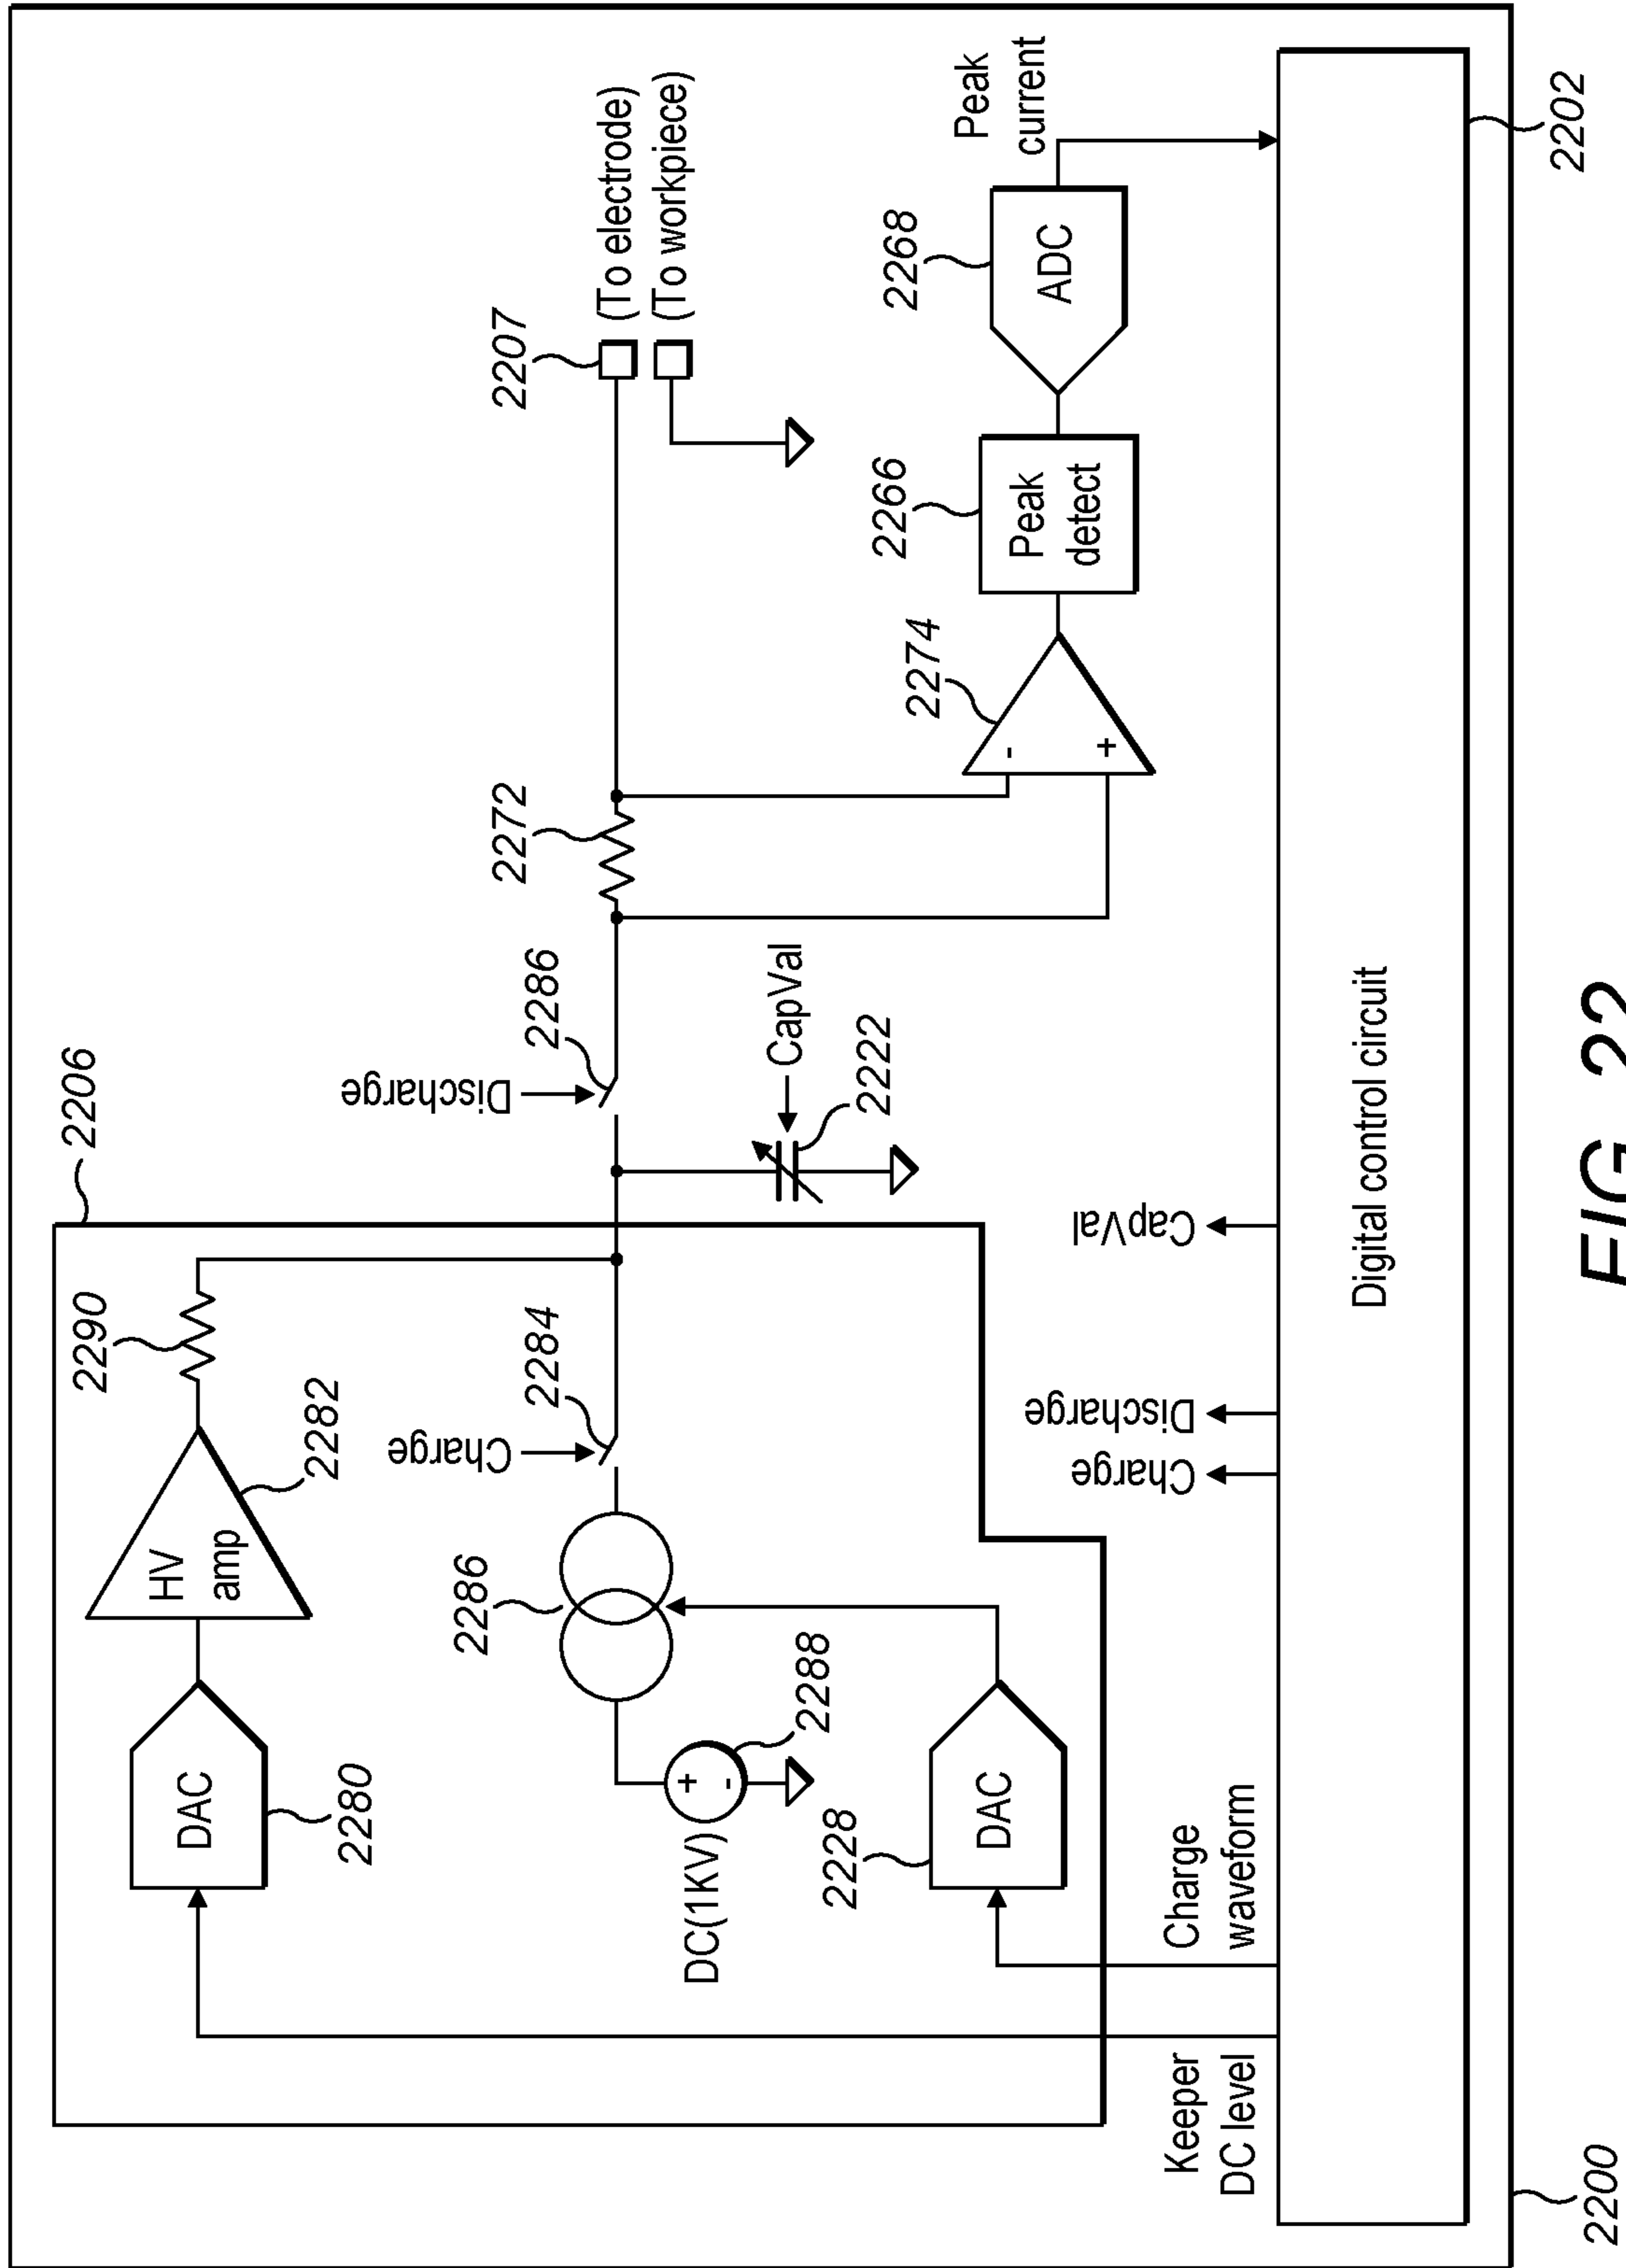 2206
2290
HV
amp
2282
DAC
2280
Charge
2284
2286
DC(1KV)
+
-
2288
2228
DAC
Discharge
2286
CapVal
2222
2272
2207
(To electrode)
(To workpiece)
2274
-
+
2266
Peak
detect
2268
ADC
Peak
current
Keeper
DC level
Charge
waveform
Charge
Discharge
CapVal
Digital control circuit
2202
2200
FIG. 22